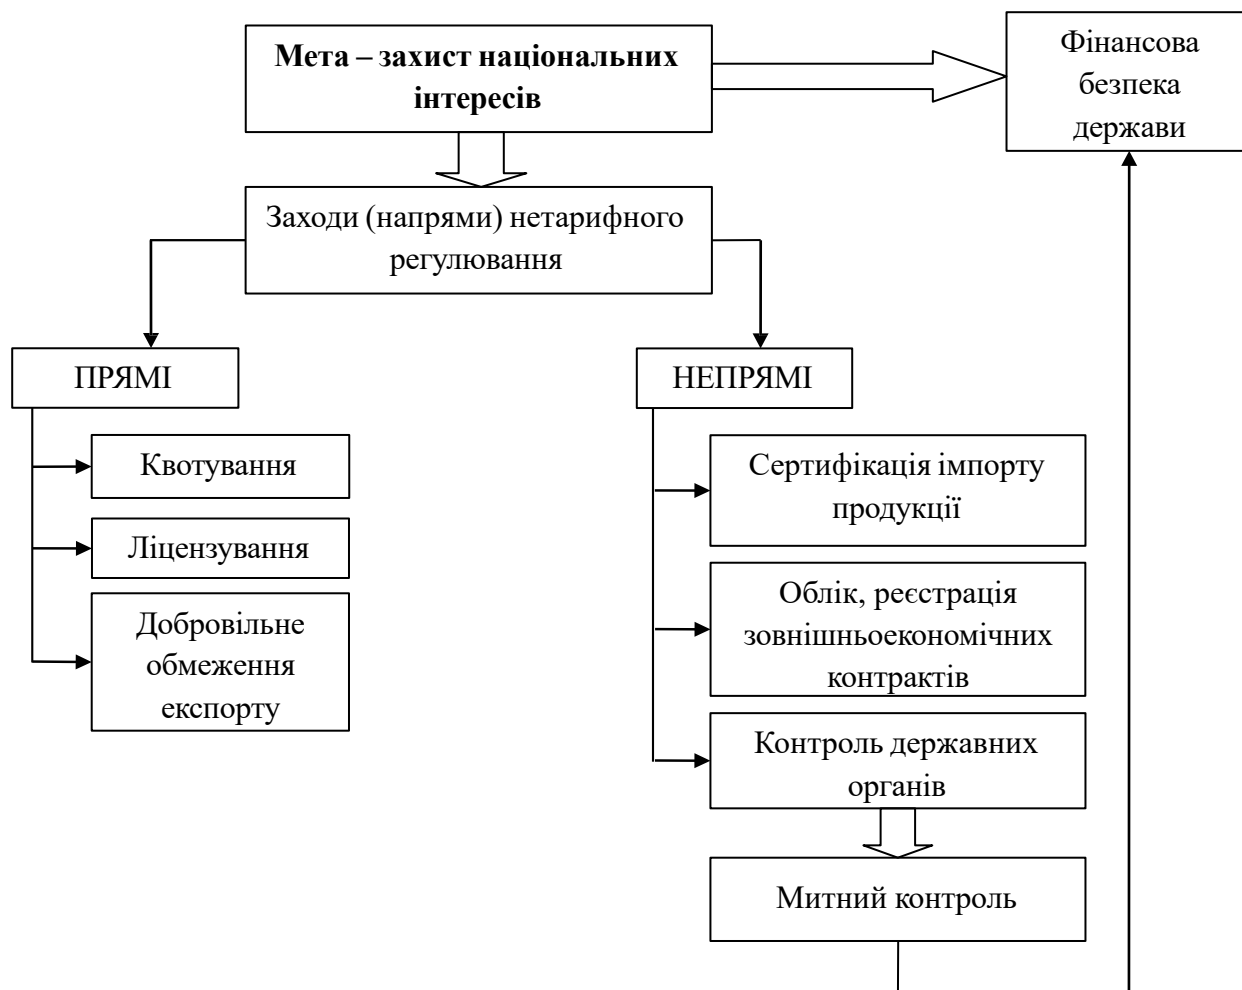 Мета – захист національних
інтересів
Фінансова
безпека
держави
Заходи (напрями) нетарифного
регулювання
ПРЯМІ
НЕПРЯМІ
Квотування
Ліцензування
Добровільне
обмеження
експорту
Сертифікація імпорту
продукції
Облік, реєстрація
зовнішньоекономічних
контрактів
Контроль державних
органів
Митний контроль